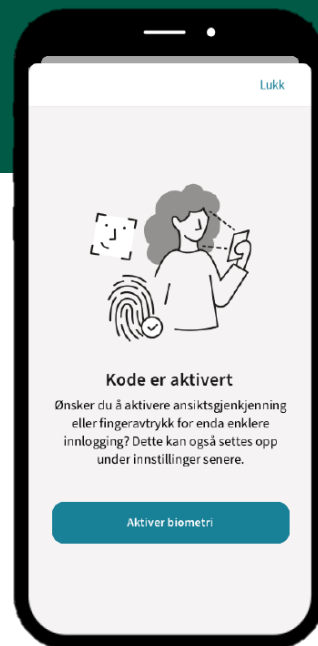 Lukk
Kode er aktivert
Ønsker du å aktivere ansiktsgjenkjenning
eller fingeravtrykk for enda enklere
innlogging? Dette kan også settes opp
under innstillinger senere.
Aktiver biometri